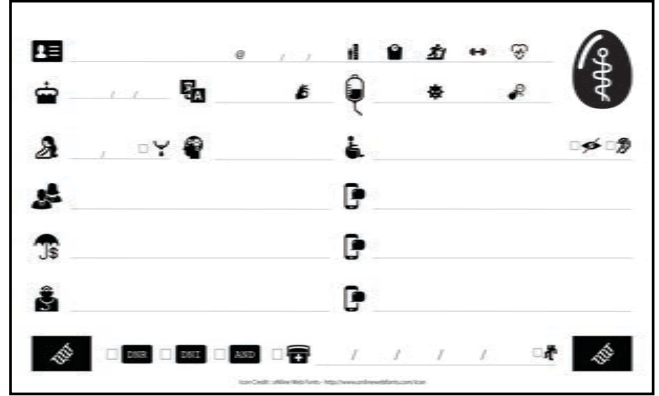 @ / /
/ /
,
DNR DNI AND / / / /
Icon Credit : oNline Web Fonts - http://www.onlinewebfonts.com/icon